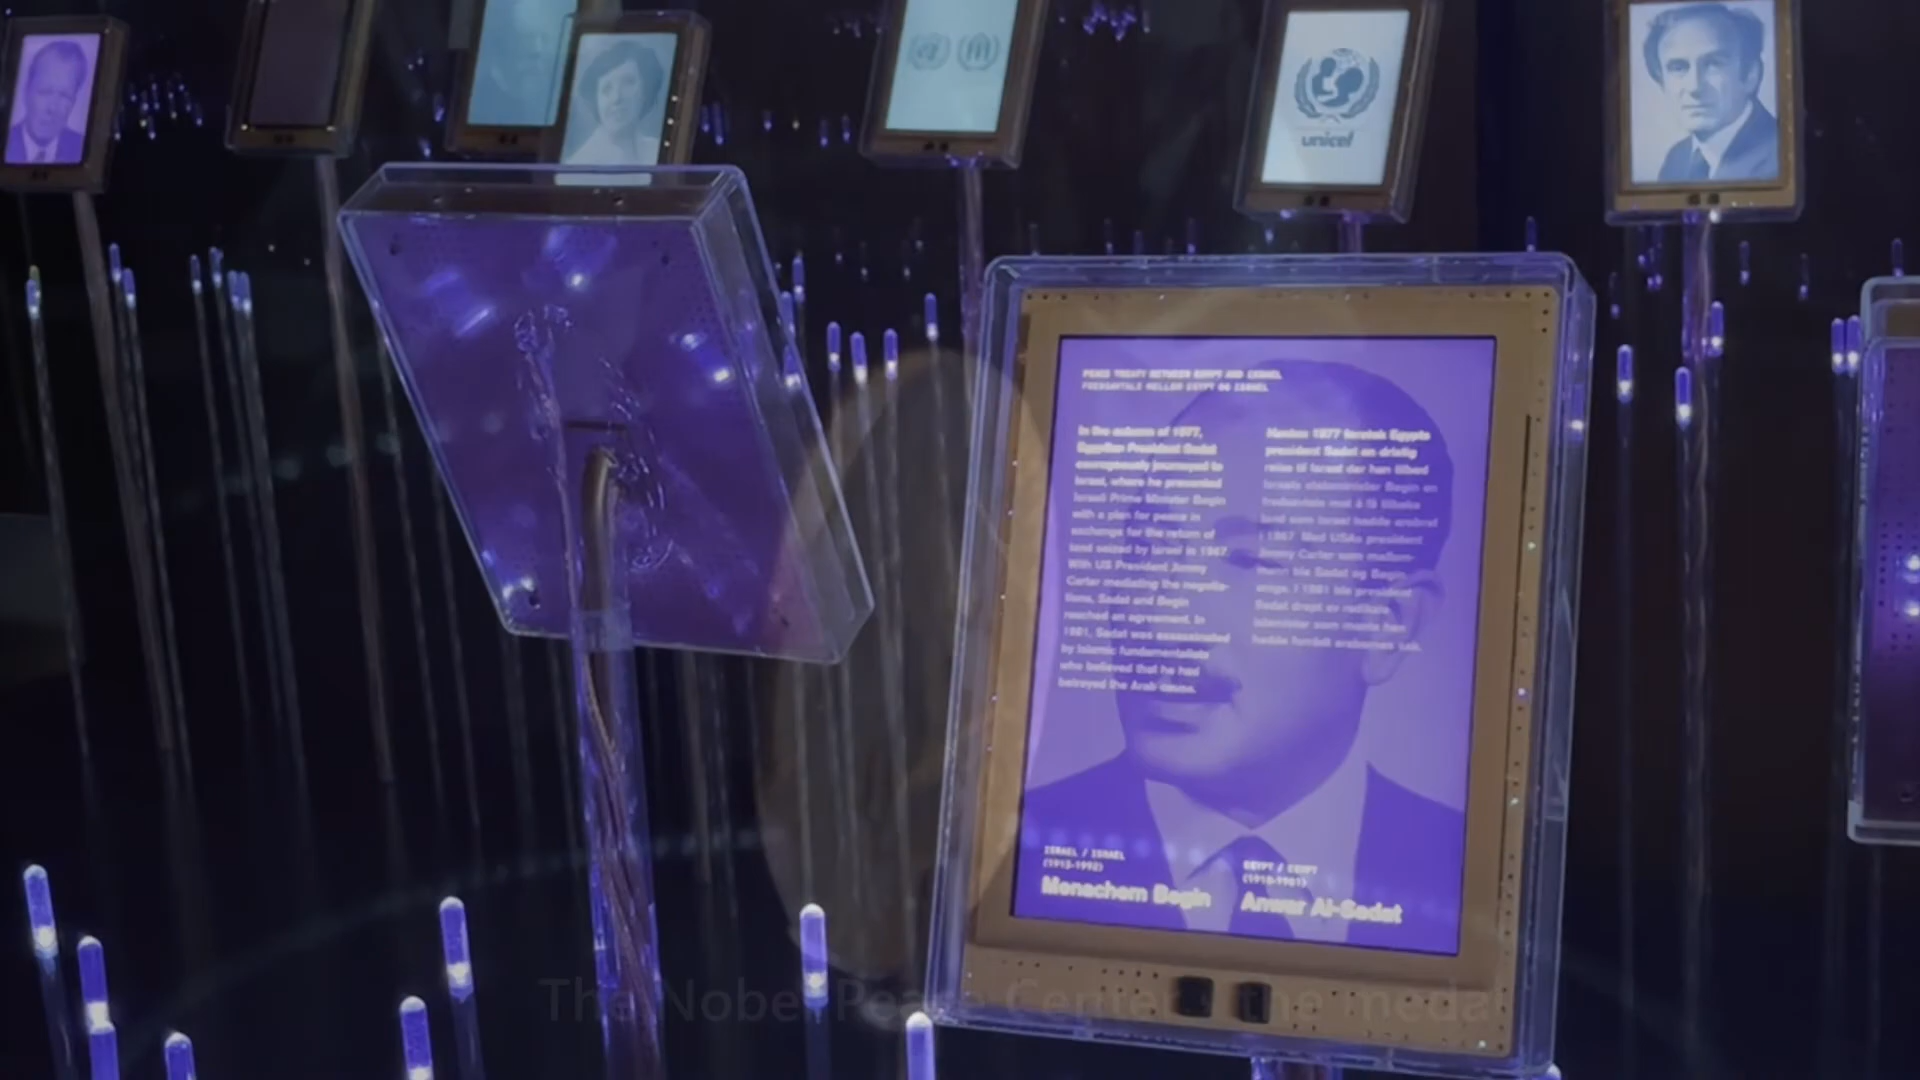 unicef
PEACE TREATY BETWEEN EGYPT AND ISRAEL
FREDSAVTALE MELLOM EGYPT OG ISRAEL
In the autumn of 1977,
Egyptian President Sadat
courageously journeyed to
Israel, where he presented
Israeli Prime Minister Begin
with a plan for peace in
exchange for the return of
land seized by Israel in 1967.
With US President Jimmy
Carter mediating the negotia-
tions, Sadat and Begin
reached an agreement. In
1981, Sadat was assassinated
by Islamic fundamentalists
who believed that he had
betrayed the Arab cause.
Høsten 1977 foretok Egypts
president Sadat en dristig
reise til Israel der han tilbød
Israels statsminister Begin en
fredsavtale mot å få tilbake
land som Israel hadde erobret
i 1967. Med USAs president
Jimmy Carter som mellom-
mann ble Sadat og Begin
enige. I 1981 ble president
Sadat drept av radikale
islamister som mente han
hadde forrådt arabernes sak.
ISRAEL / ISRAEL
(1913-1992)
Menachem Begin
EGYPT / EGYPT
(1918-1981)
Anwar Al-Sadat
The Nobel Peace Center - the medal